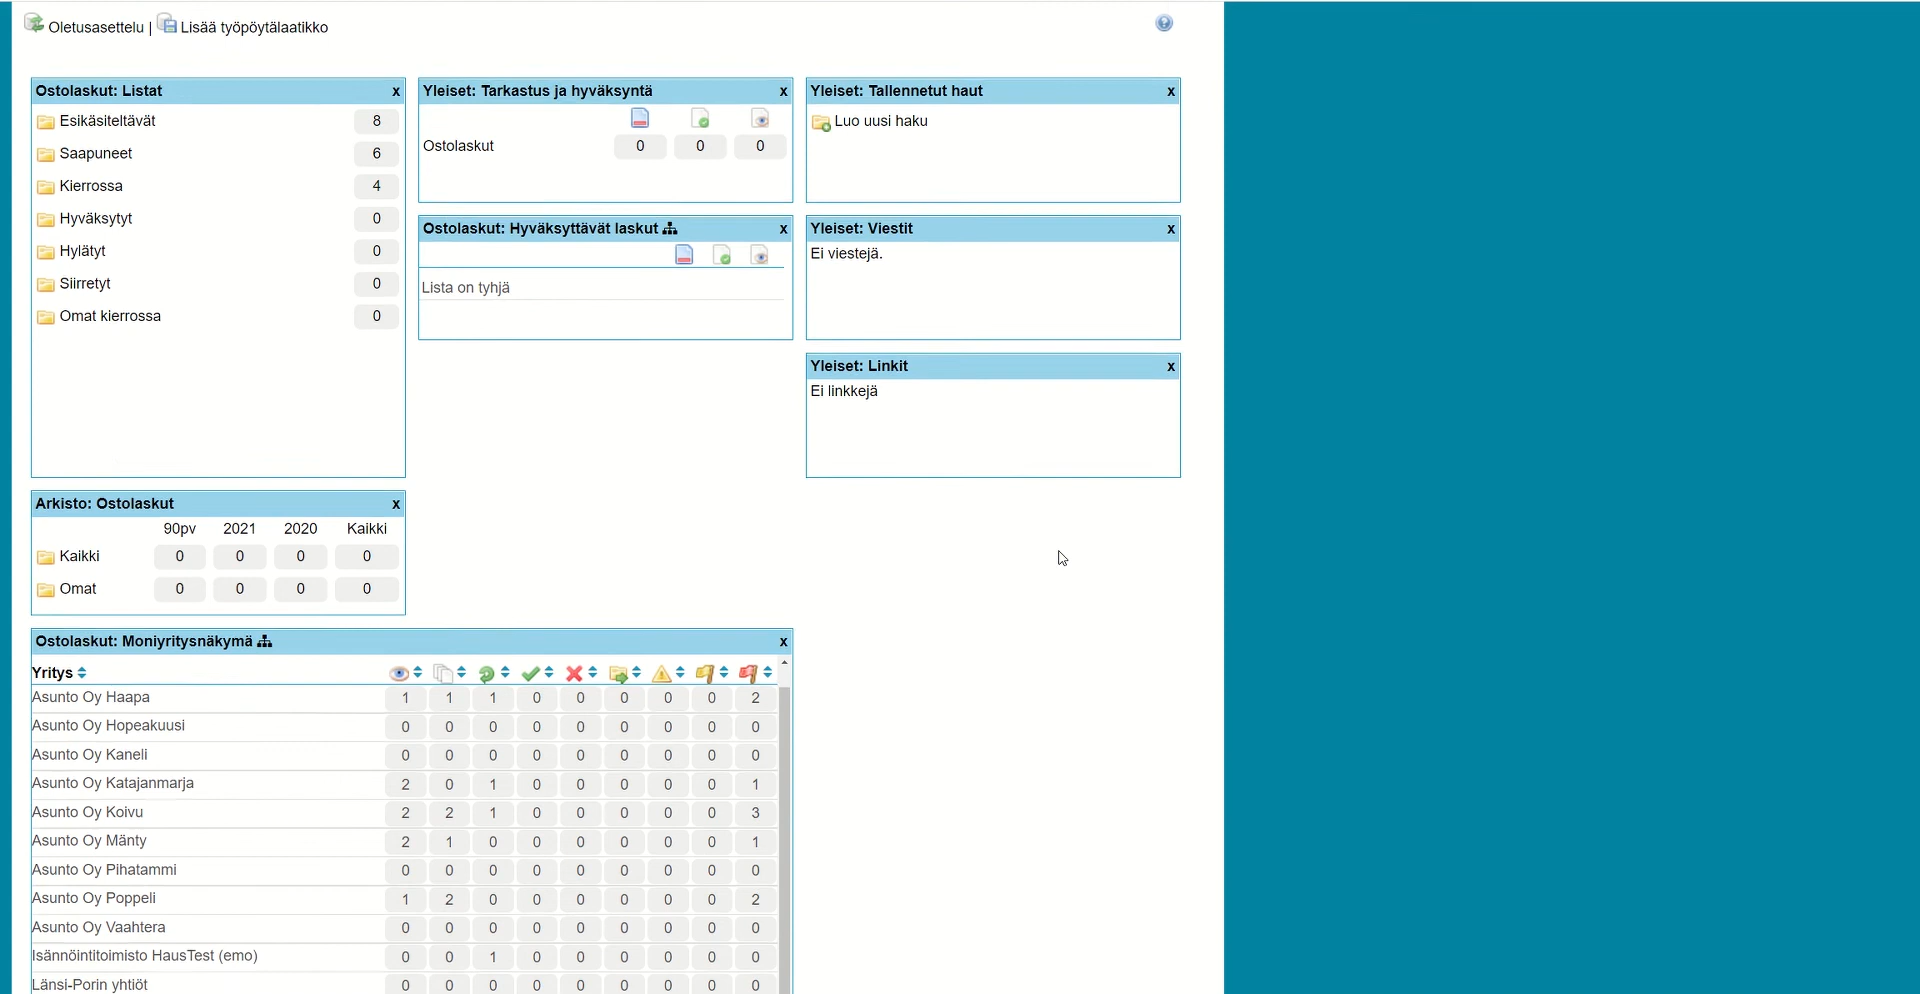 Oletusasettelu | Lisää työpöytälaatikko
Ostolaskut: Listat x
Esikäsiteltävät 8
Saapuneet 6
Kierrossa 4
Hyväksytyt 0
Hylätyt 0
Siirretyt 0
Omat kierrossa 0
Yleiset: Tarkastus ja hyväksyntä x
Ostolaskut 0 0 0
Ostolaskut: Hyväksyttävät laskut x
Lista on tyhjä
Yleiset: Tallennetut haut x
Luo uusi haku
Yleiset: Viestit x
Ei viestejä.
Yleiset: Linkit x
Ei linkkejä
Arkisto: Ostolaskut x
90pv 2021 2020 Kaikki
Kaikki 0 0 0 0
Omat 0 0 0 0
Ostolaskut: Moniyritysnäkymä x
Yritys
Asunto Oy Haapa 1 1 1 0 0 0 0 0 2
Asunto Oy Hopeakuusi 0 0 0 0 0 0 0 0 0
Asunto Oy Kaneli 0 0 0 0 0 0 0 0 0
Asunto Oy Katajanmarja 2 0 1 0 0 0 0 0 1
Asunto Oy Koivu 2 2 1 0 0 0 0 0 3
Asunto Oy Mänty 2 1 0 0 0 0 0 0 1
Asunto Oy Pihatammi 0 0 0 0 0 0 0 0 0
Asunto Oy Poppeli 1 2 0 0 0 0 0 0 2
Asunto Oy Vaahtera 0 0 0 0 0 0 0 0 0
Isännöintitoimisto HausTest (emo) 0 0 1 0 0 0 0 0 0
Länsi-Porin yhtiöt 0 0 0 0 0 0 0 0 0